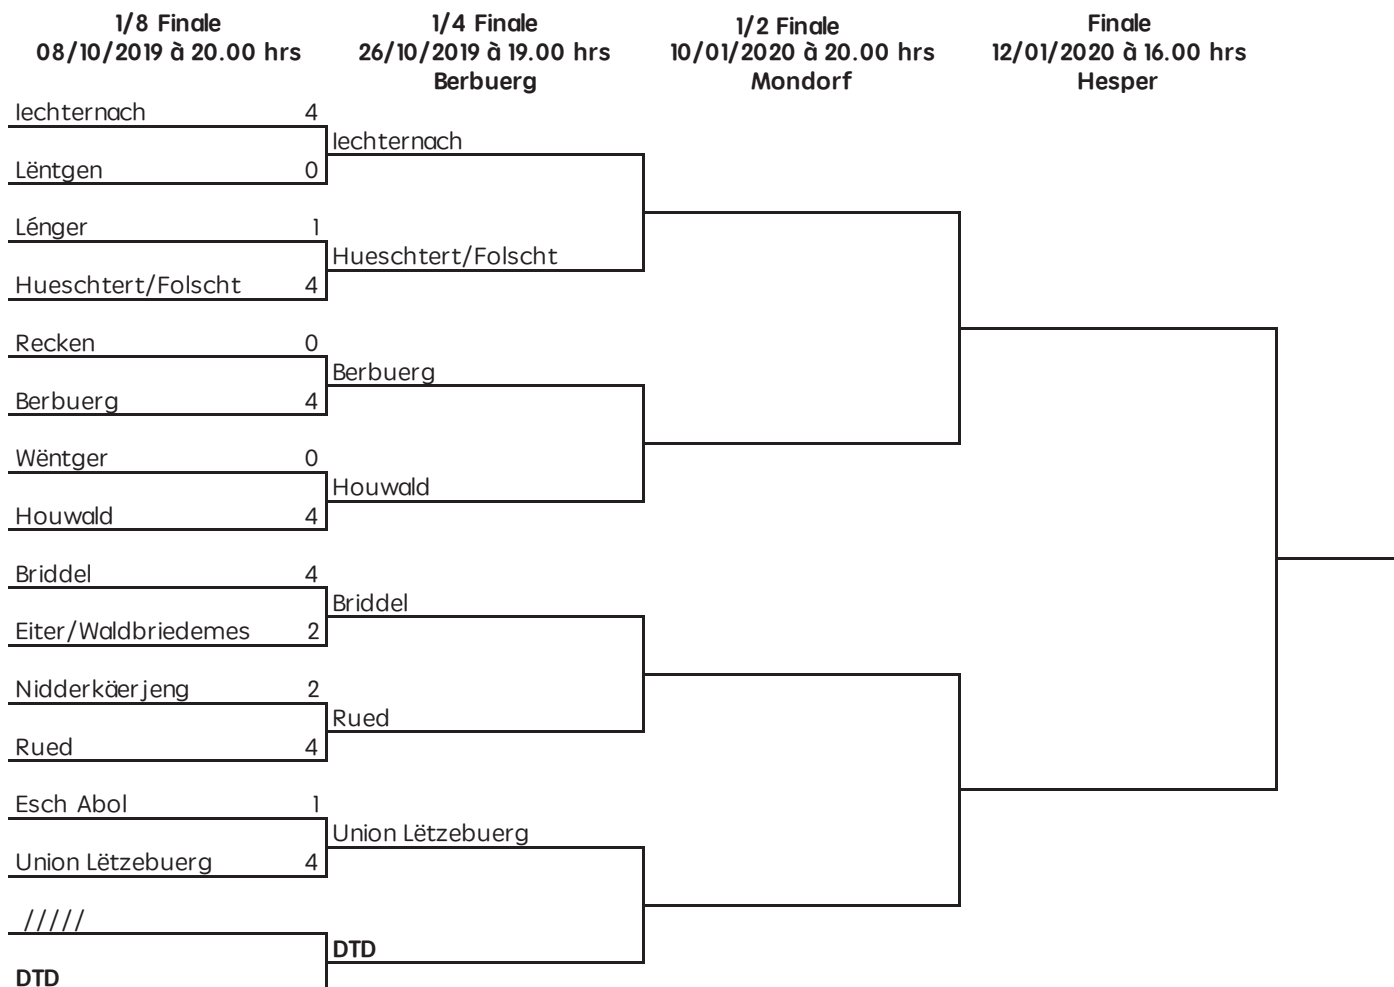 1/8 Finale
08/10/2019 à 20.00 hrs
1/4 Finale
26/10/2019 à 19.00 hrs
Berbuerg
1/2 Finale
10/01/2020 à 20.00 hrs
Mondorf
Finale
12/01/2020 à 16.00 hrs
Hesper
Iechternach 4
Iechternach
Lëntgen 0
Lénger 1
Hueschtert/Folscht
Hueschtert/Folscht 4
Recken 0
Berbuerg
Berbuerg 4
Wëntger 0
Houwald
Houwald 4
Briddel 4
Briddel
Eiter/Waldbriedemes 2
Nidderkäerjeng 2
Rued
Rued 4
Esch Abol 1
Union Lëtzebuerg
Union Lëtzebuerg 4
/////
DTD
DTD